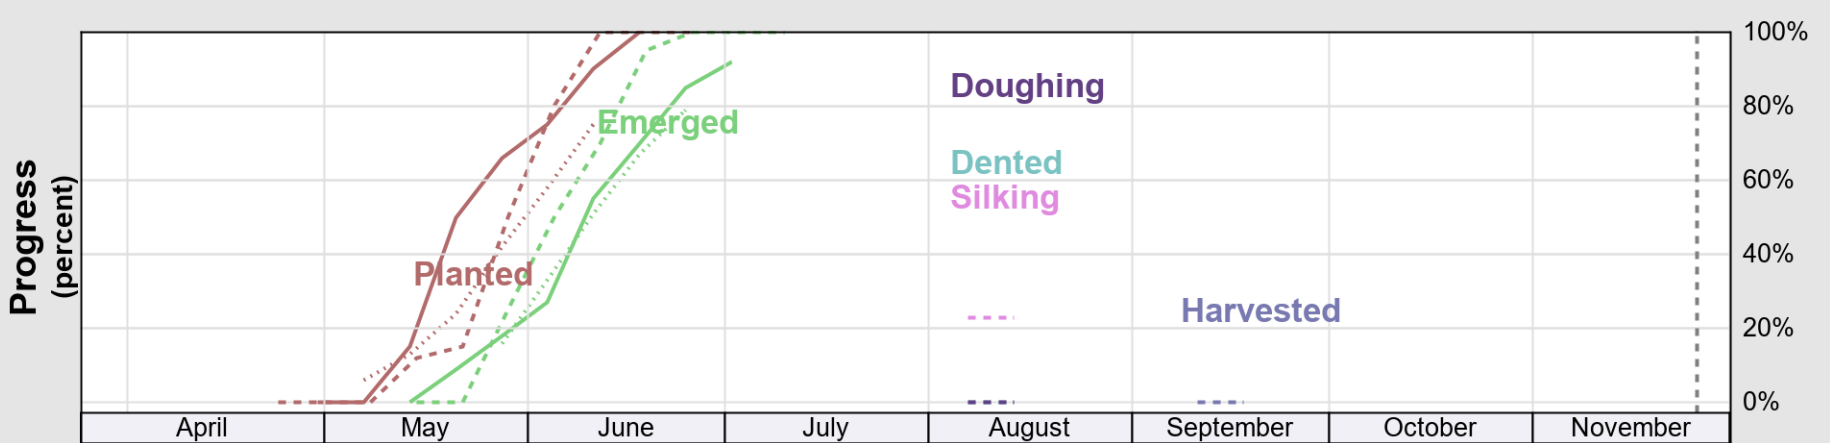 Progress
(percent)
100%
80%
60%
40%
20%
0%
Doughing
Emerged
Dented
Silking
Planted
Harvested
April
May
June
July
August
September
October
November